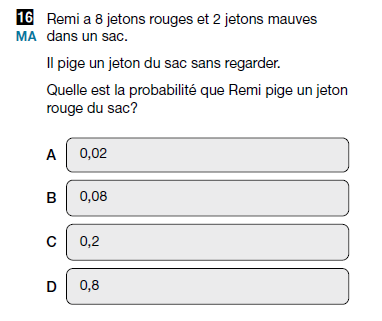 16 Remi a 8 jetons rouges et 2 jetons mauves
MA dans un sac.
Il pige un jeton du sac sans regarder.
Quelle est la probabilité que Remi pige un jeton
rouge du sac?
A 0,02
B 0,08
C 0,2
D 0,8